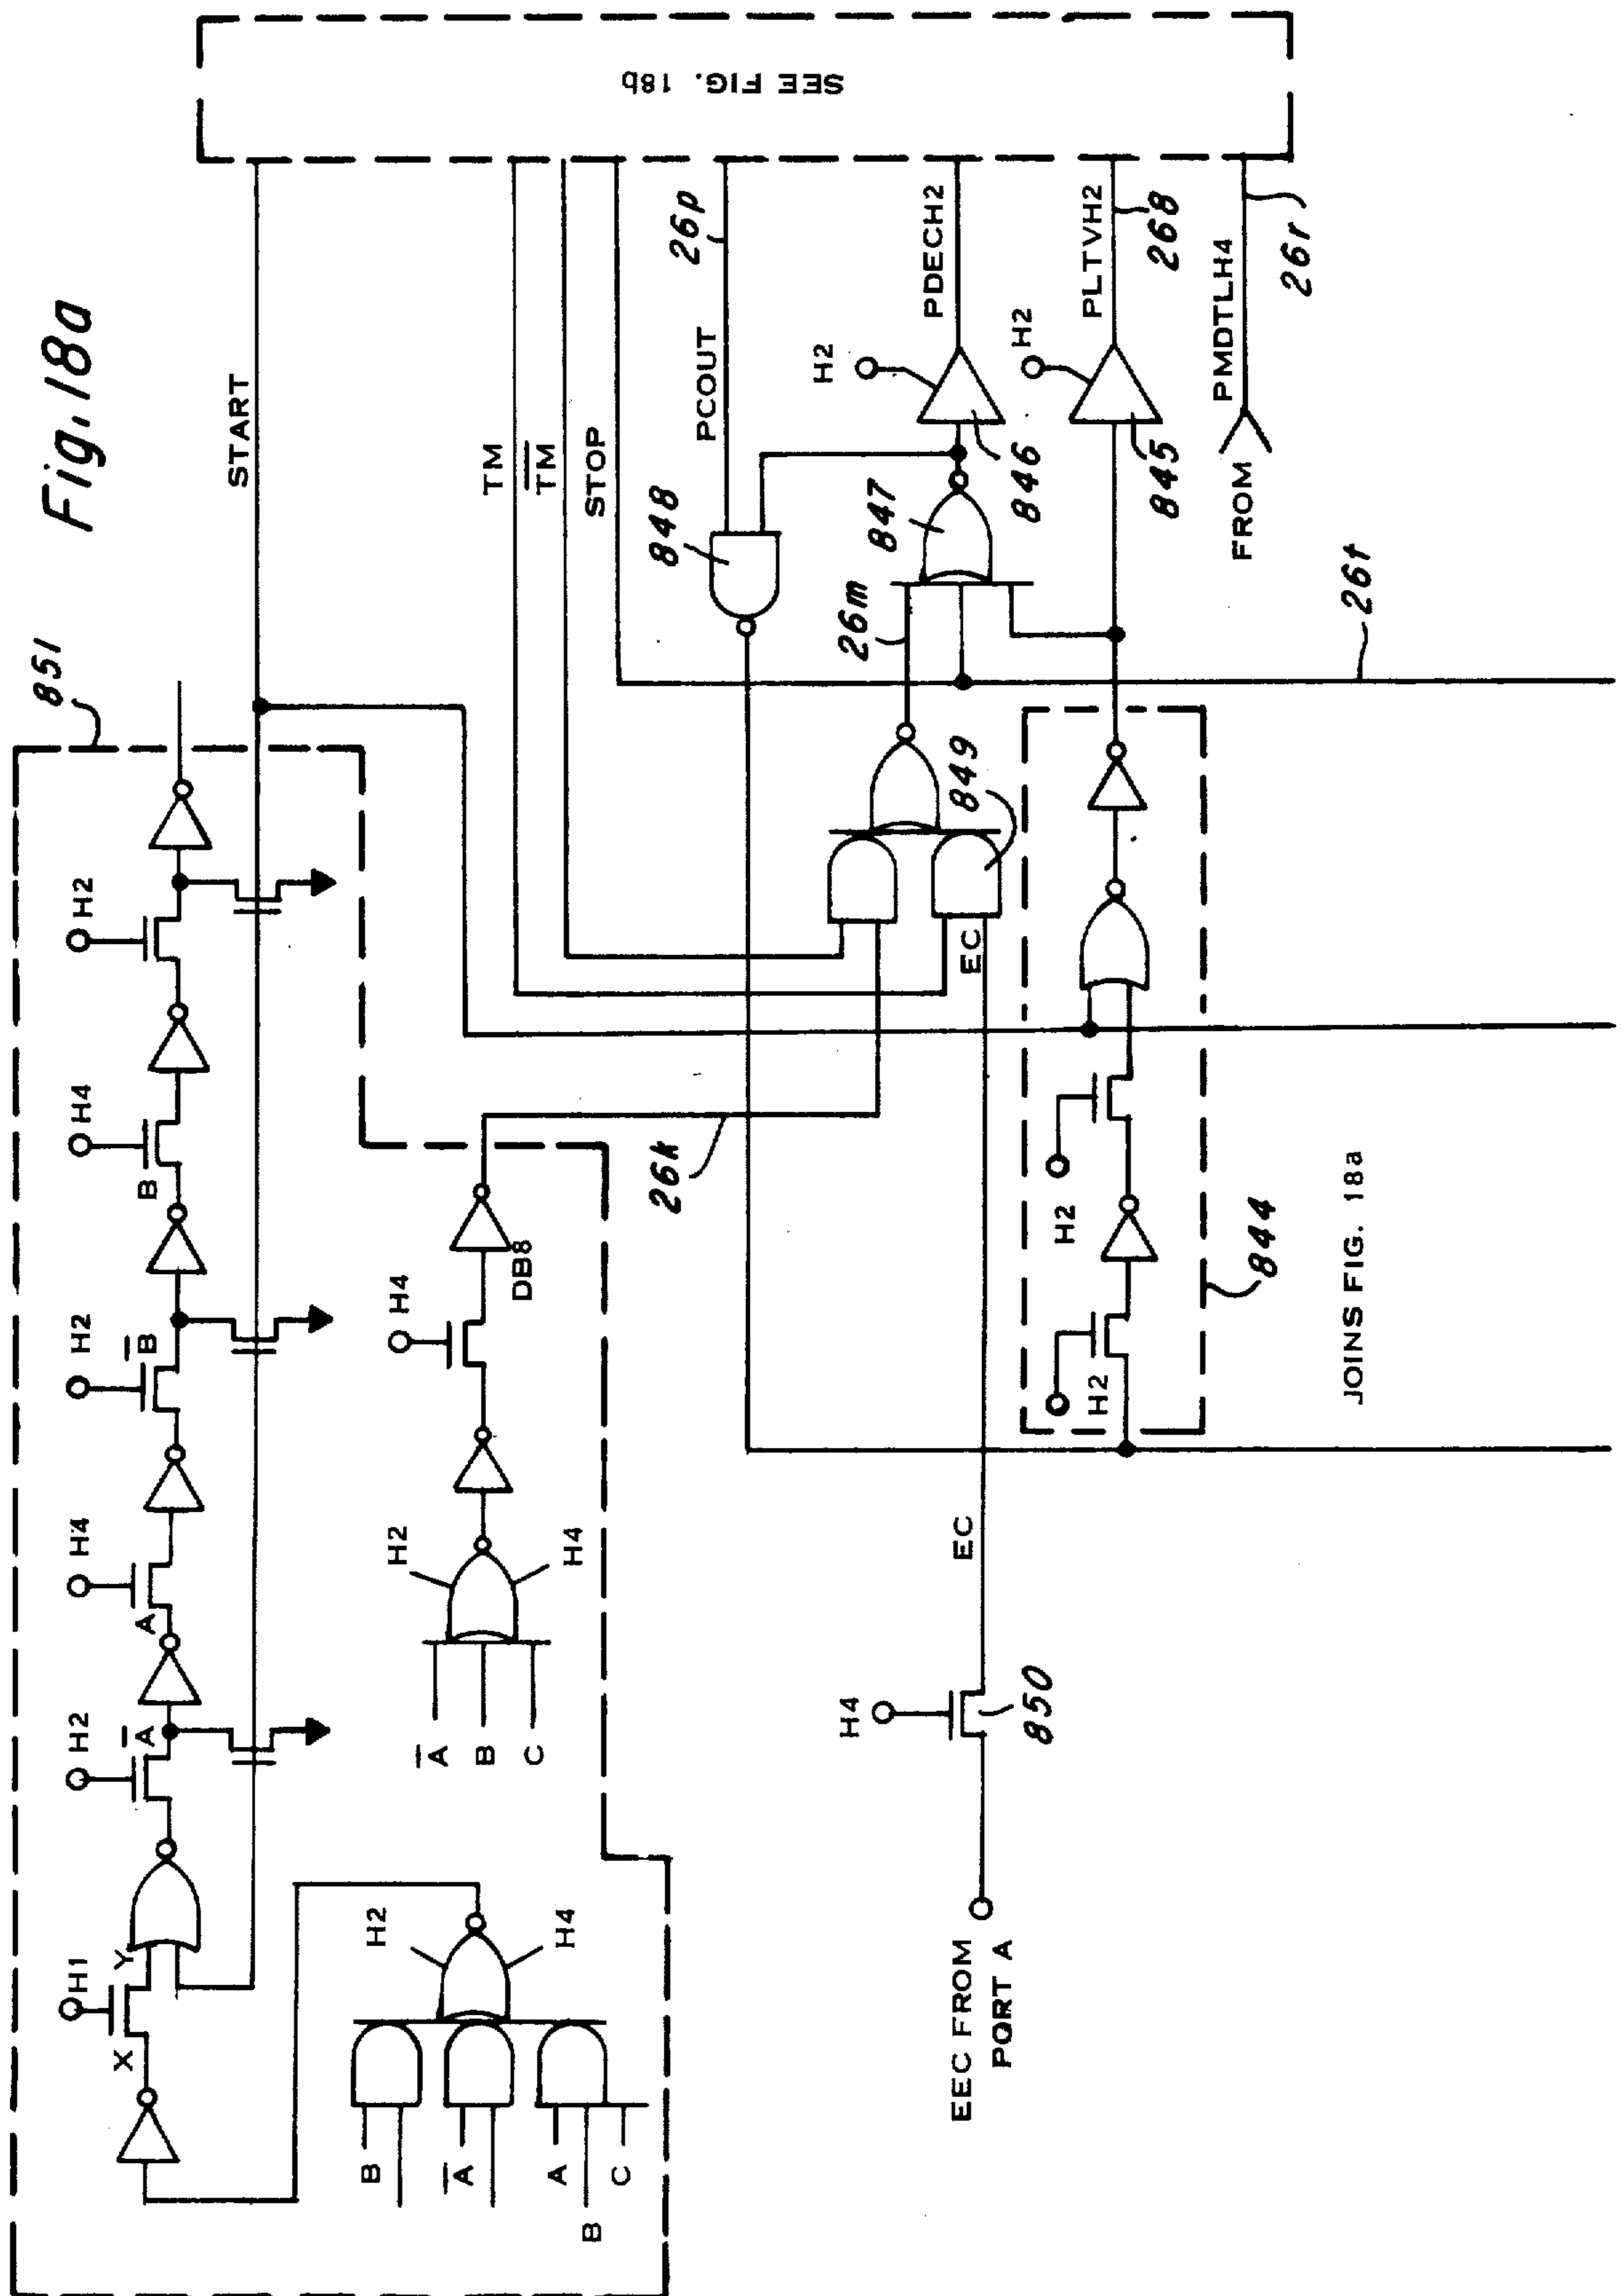 Fig. 18a
851
START
TM
T̅M̅
STOP
PCOUT
26p
SEE FIG. 18b
PDECH2
PLTVH2
268
PMDTLH4
26r
FROM
H2
H2
846
845
847
848
26m
849
26t
EC
26k
H2
H4
H2
B
B̅
H4
A
H2
A̅
H1
Y
X
H4
DB8
H2
H4
A̅
B
C
H2
H4
B
A̅
A
B
C
H4
850
EC
EEC FROM
PORT A
H2
H2
844
JOINS FIG. 18a